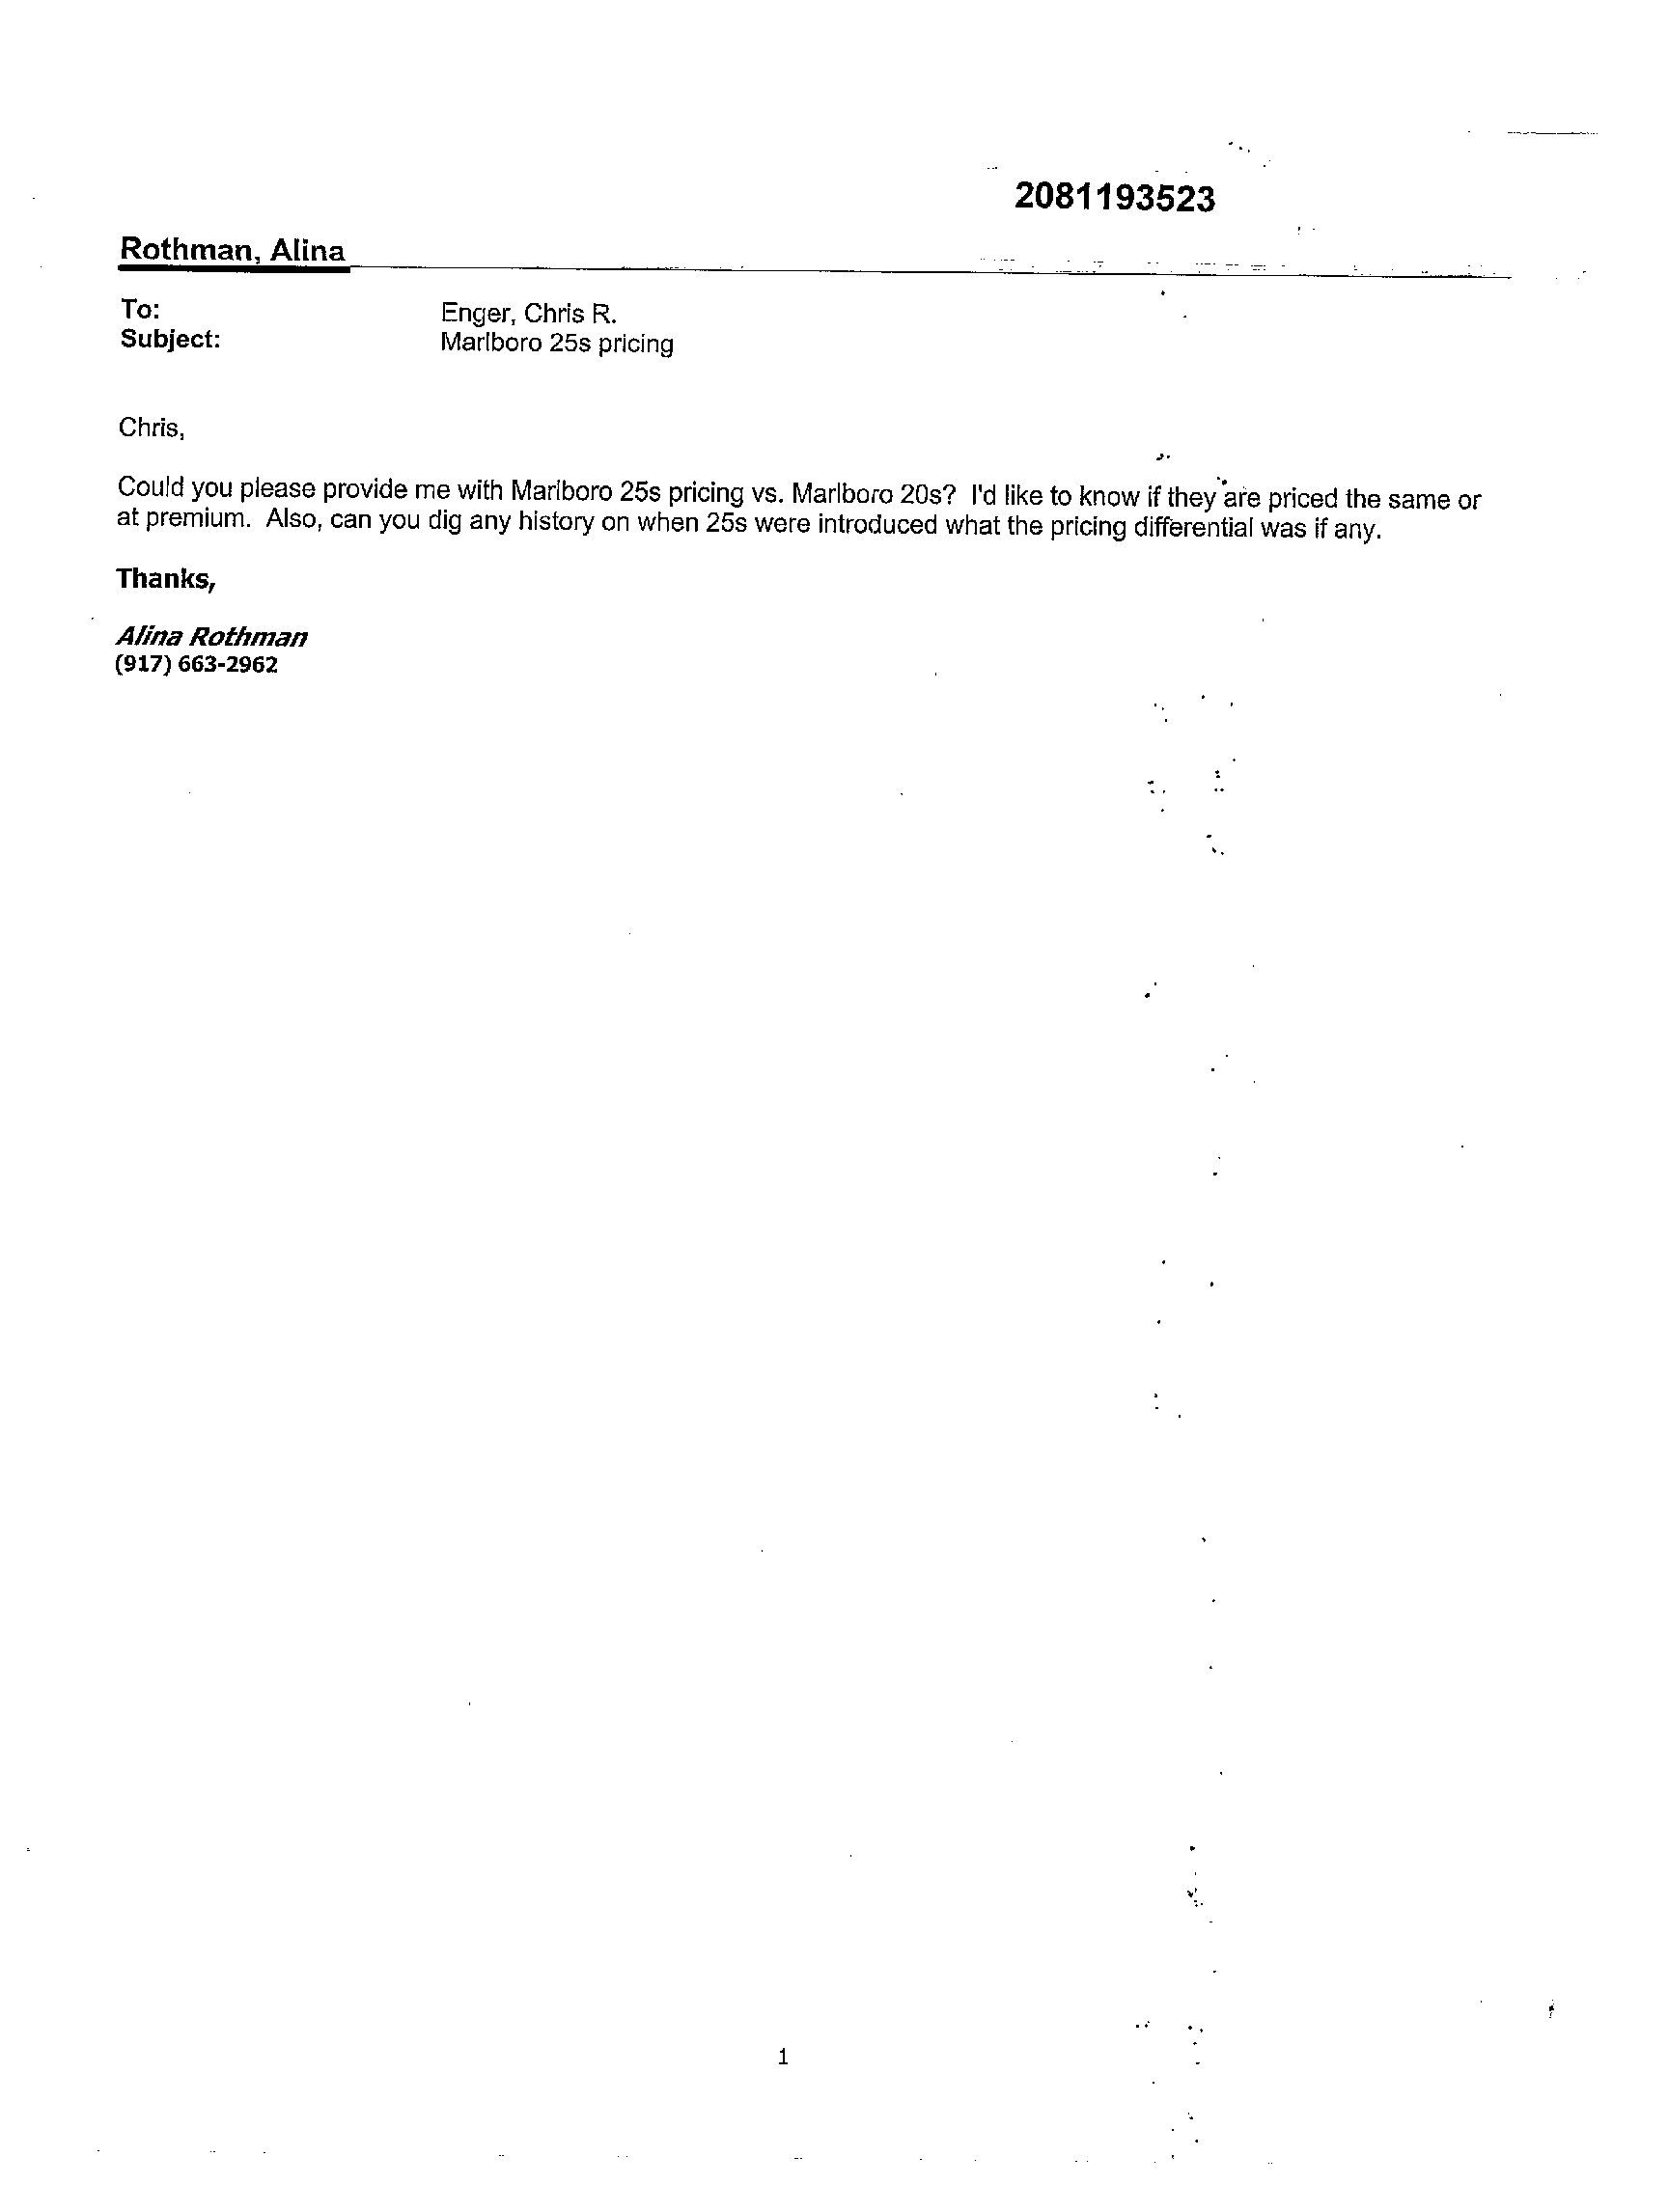 2081193523
Rothman, Alina
To: Enger, Chris R.
Subject: Marlboro 25s pricing
Chris,
Could you please provide me with Marlboro 25s pricing vs. Marlboro 20s? I'd like to know if they are priced the same or
at premium. Also, can you dig any history on when 25s were introduced what the pricing differential was if any.
Thanks,
Alina Rothman
(917) 663-2962
1